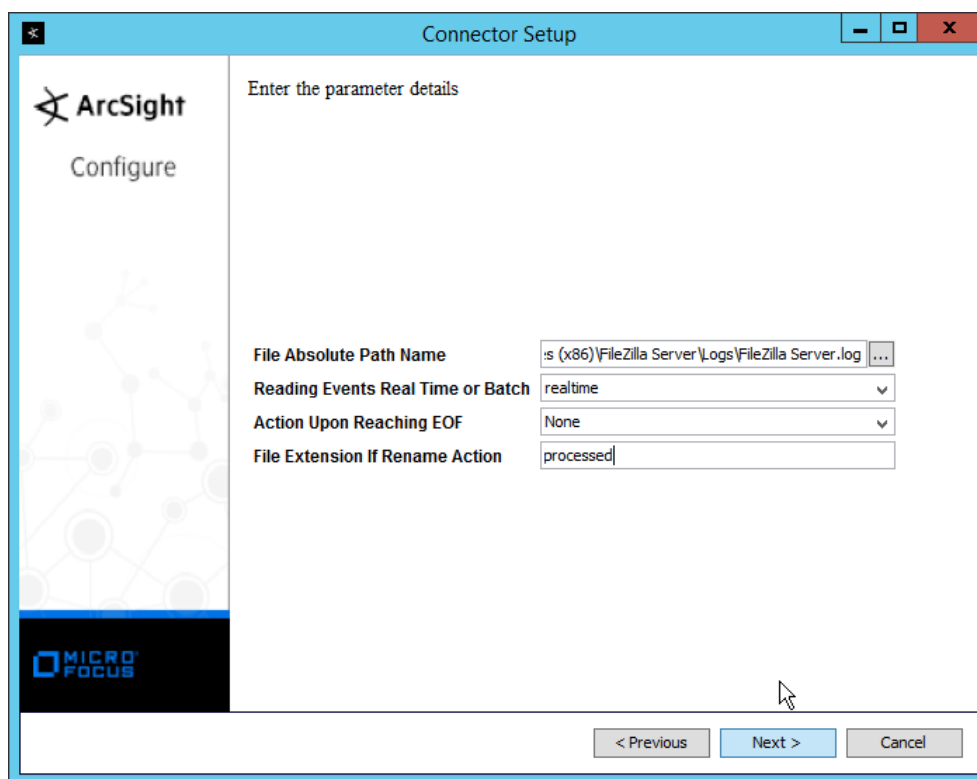 Connector Setup
ArcSight
Configure
Enter the parameter details
File Absolute Path Name s (x86)\FileZilla Server\Logs\FileZilla Server.log ...
Reading Events Real Time or Batch realtime
Action Upon Reaching EOF None
File Extension If Rename Action processed
MICRO
FOCUS
< Previous Next > Cancel